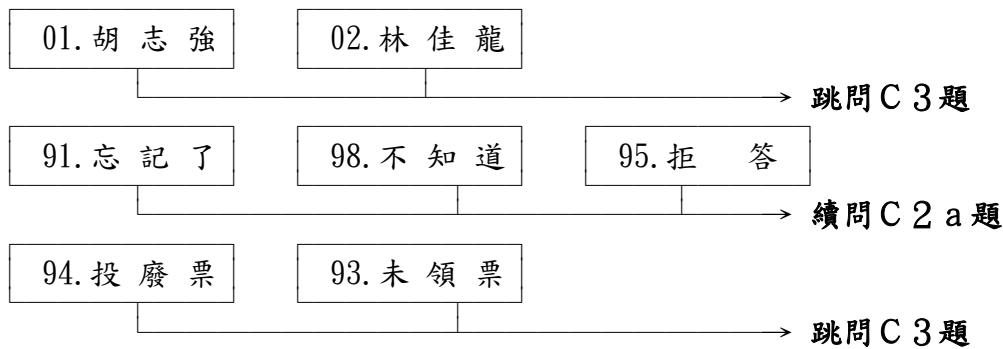 01.胡志強 02.林佳龍
跳問C3題
91.忘記了 98.不知道 95.拒 答
續問C2a題
94.投廢票 93.未領票
跳問C3題